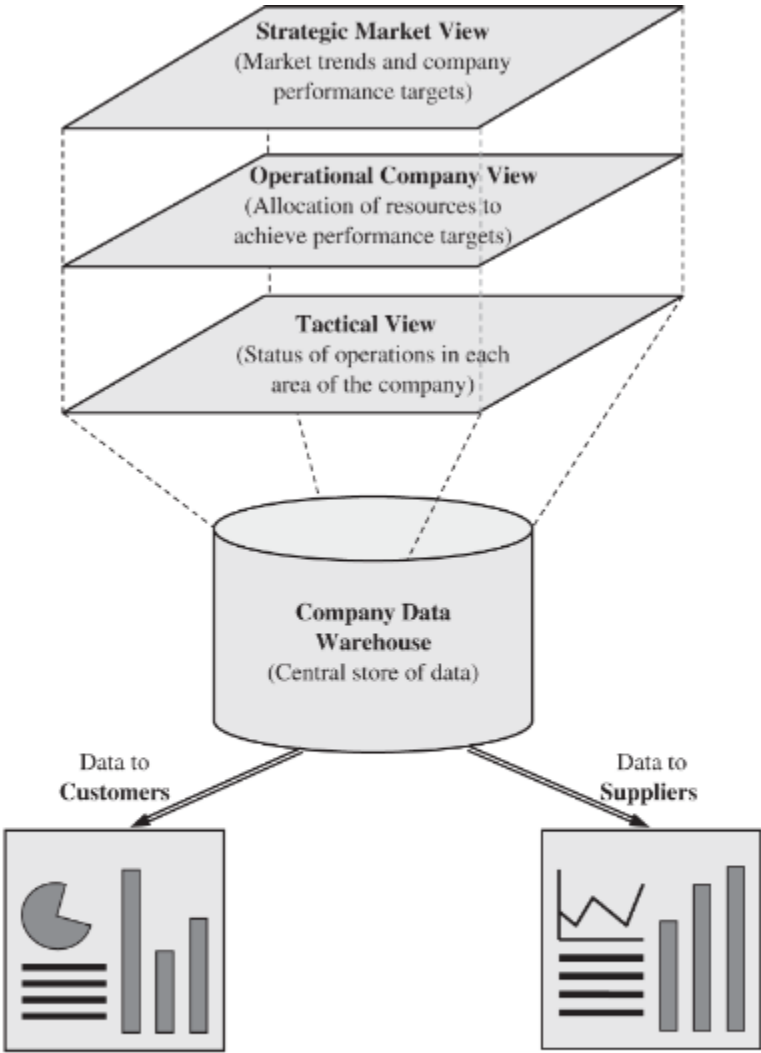 Strategic Market View
(Market trends and company
performance targets)
Operational Company View
(Allocation of resources to
achieve performance targets)
Tactical View
(Status of operations in each
area of the company)
Company Data
Warehouse
(Central store of data)
Data to
Customers
Data to
Suppliers